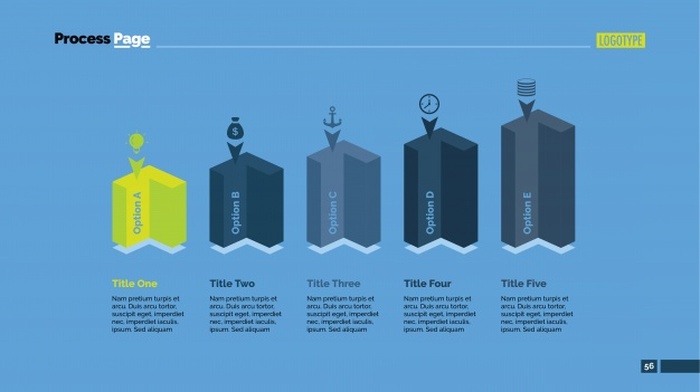 Process Page
LOGOTYPE
$
Option A
Option B
Option C
Option D
Option E
Title One
Nam pretium turpis et
arcu. Duis arcu tortor,
suscipit eget, imperdiet
nec, imperdiet iaculis,
ipsum. Sed aliquam
Title Two
Nam pretium turpis et
arcu. Duis arcu tortor,
suscipit eget, imperdiet
nec, imperdiet iaculis,
ipsum. Sed aliquam
Title Three
Nam pretium turpis et
arcu. Duis arcu tortor,
suscipit eget, imperdiet
nec, imperdiet iaculis,
ipsum. Sed aliquam
Title Four
Nam pretium turpis et
arcu. Duis arcu tortor,
suscipit eget, imperdiet
nec, imperdiet iaculis,
ipsum. Sed aliquam
Title Five
Nam pretium turpis et
arcu. Duis arcu tortor,
suscipit eget, imperdiet
nec, imperdiet iaculis,
ipsum. Sed aliquam
56